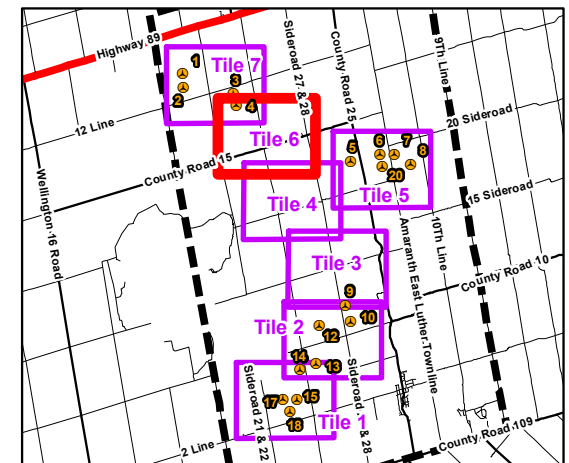 Highway 89
1
Tile 7
3
2
4
12 Line
Sideroad 27 & 28
County Road 25
9Th Line
20 Sideroad
Tile 6
County Road 15
5
6
7
8
20
Tile 5
15 Sideroad
Wellington 16 Road
Tile 4
10Th Line
Amaranth East Luther Townline
Tile 3
County Road 10
9
10
Tile 2
12
14
13
Sideroad 21 & 22
17
15
18
Tile 1
2 Line
County Road 109